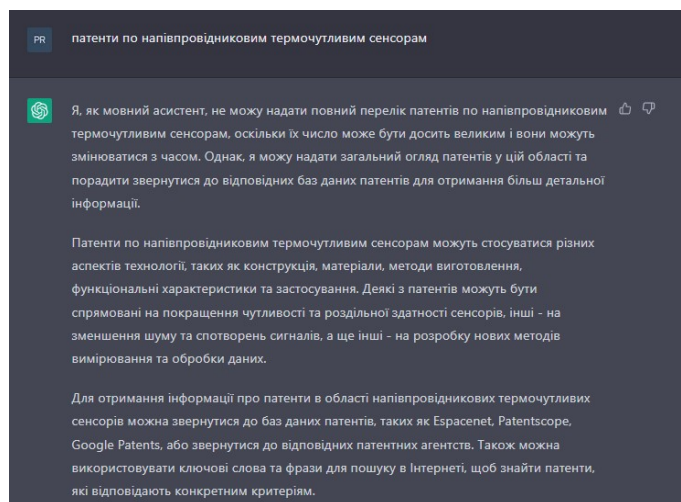 PR
патенти по напівпровідниковим термочутливим сенсорам
Я, як мовний асистент, не можу надати повний перелік патентів по напівпровідниковим
термочутливим сенсорам, оскільки їх число може бути досить великим і вони можуть
змінюватися з часом. Однак, я можу надати загальний огляд патентів у цій області та
порадити звернутися до відповідних баз даних патентів для отримання більш детальної
інформації.
Патенти по напівпровідниковим термочутливим сенсорам можуть стосуватися різних
аспектів технології, таких як конструкція, матеріали, методи виготовлення,
функціональні характеристики та застосування. Деякі з патентів можуть бути
спрямовані на покращення чутливості та роздільної здатності сенсорів, інші - на
зменшення шуму та спотворень сигналів, а ще інші - на розробку нових методів
вимірювання та обробки даних.
Для отримання інформації про патенти в області напівпровідникових термочутливих
сенсорів можна звернутися до баз даних патентів, таких як Espacenet, Patentscope,
Google Patents, або звернутися до відповідних патентних агентств. Також можна
використовувати ключові слова та фрази для пошуку в Інтернеті, щоб знайти патенти,
які відповідають конкретним критеріям.